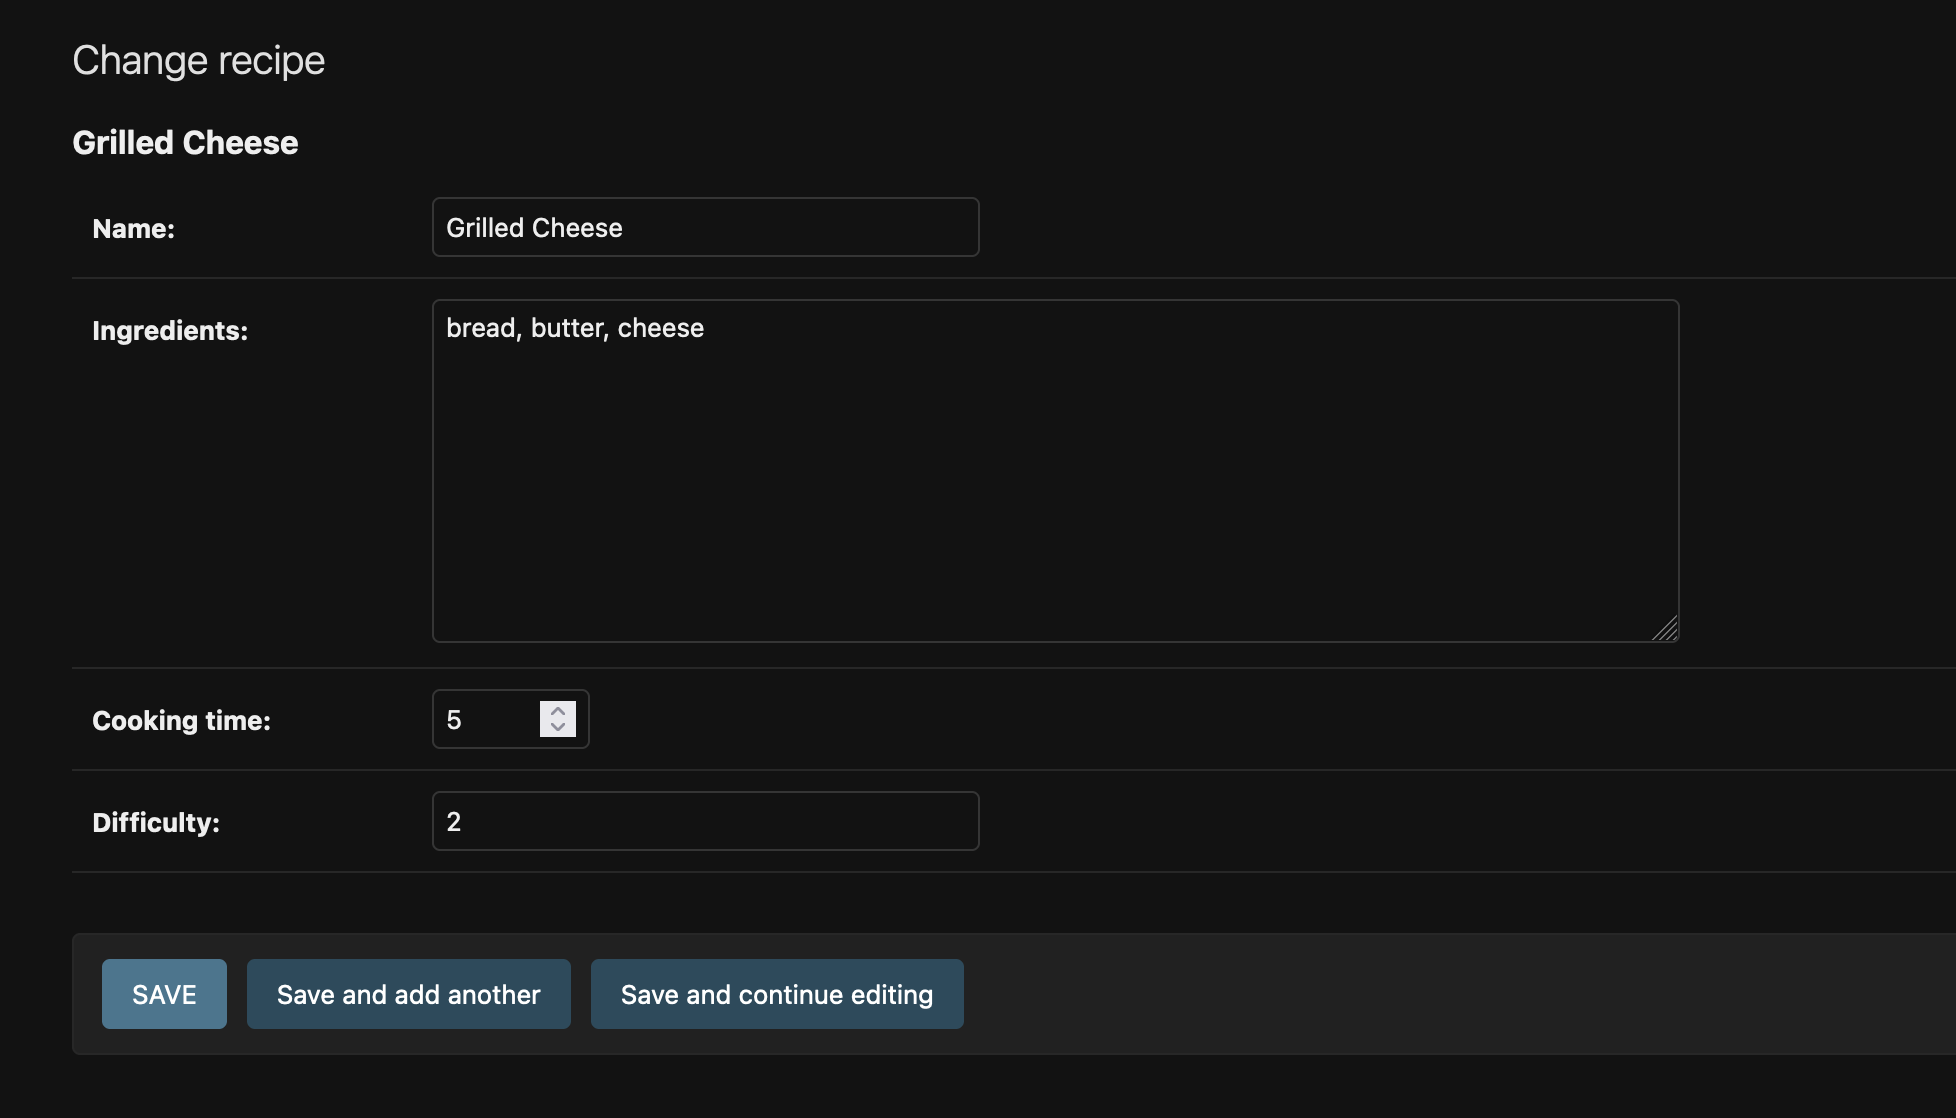 Change recipe
Grilled Cheese
Name: Grilled Cheese
Ingredients: bread, butter, cheese
Cooking time: 5
Difficulty: 2
SAVE Save and add another Save and continue editing